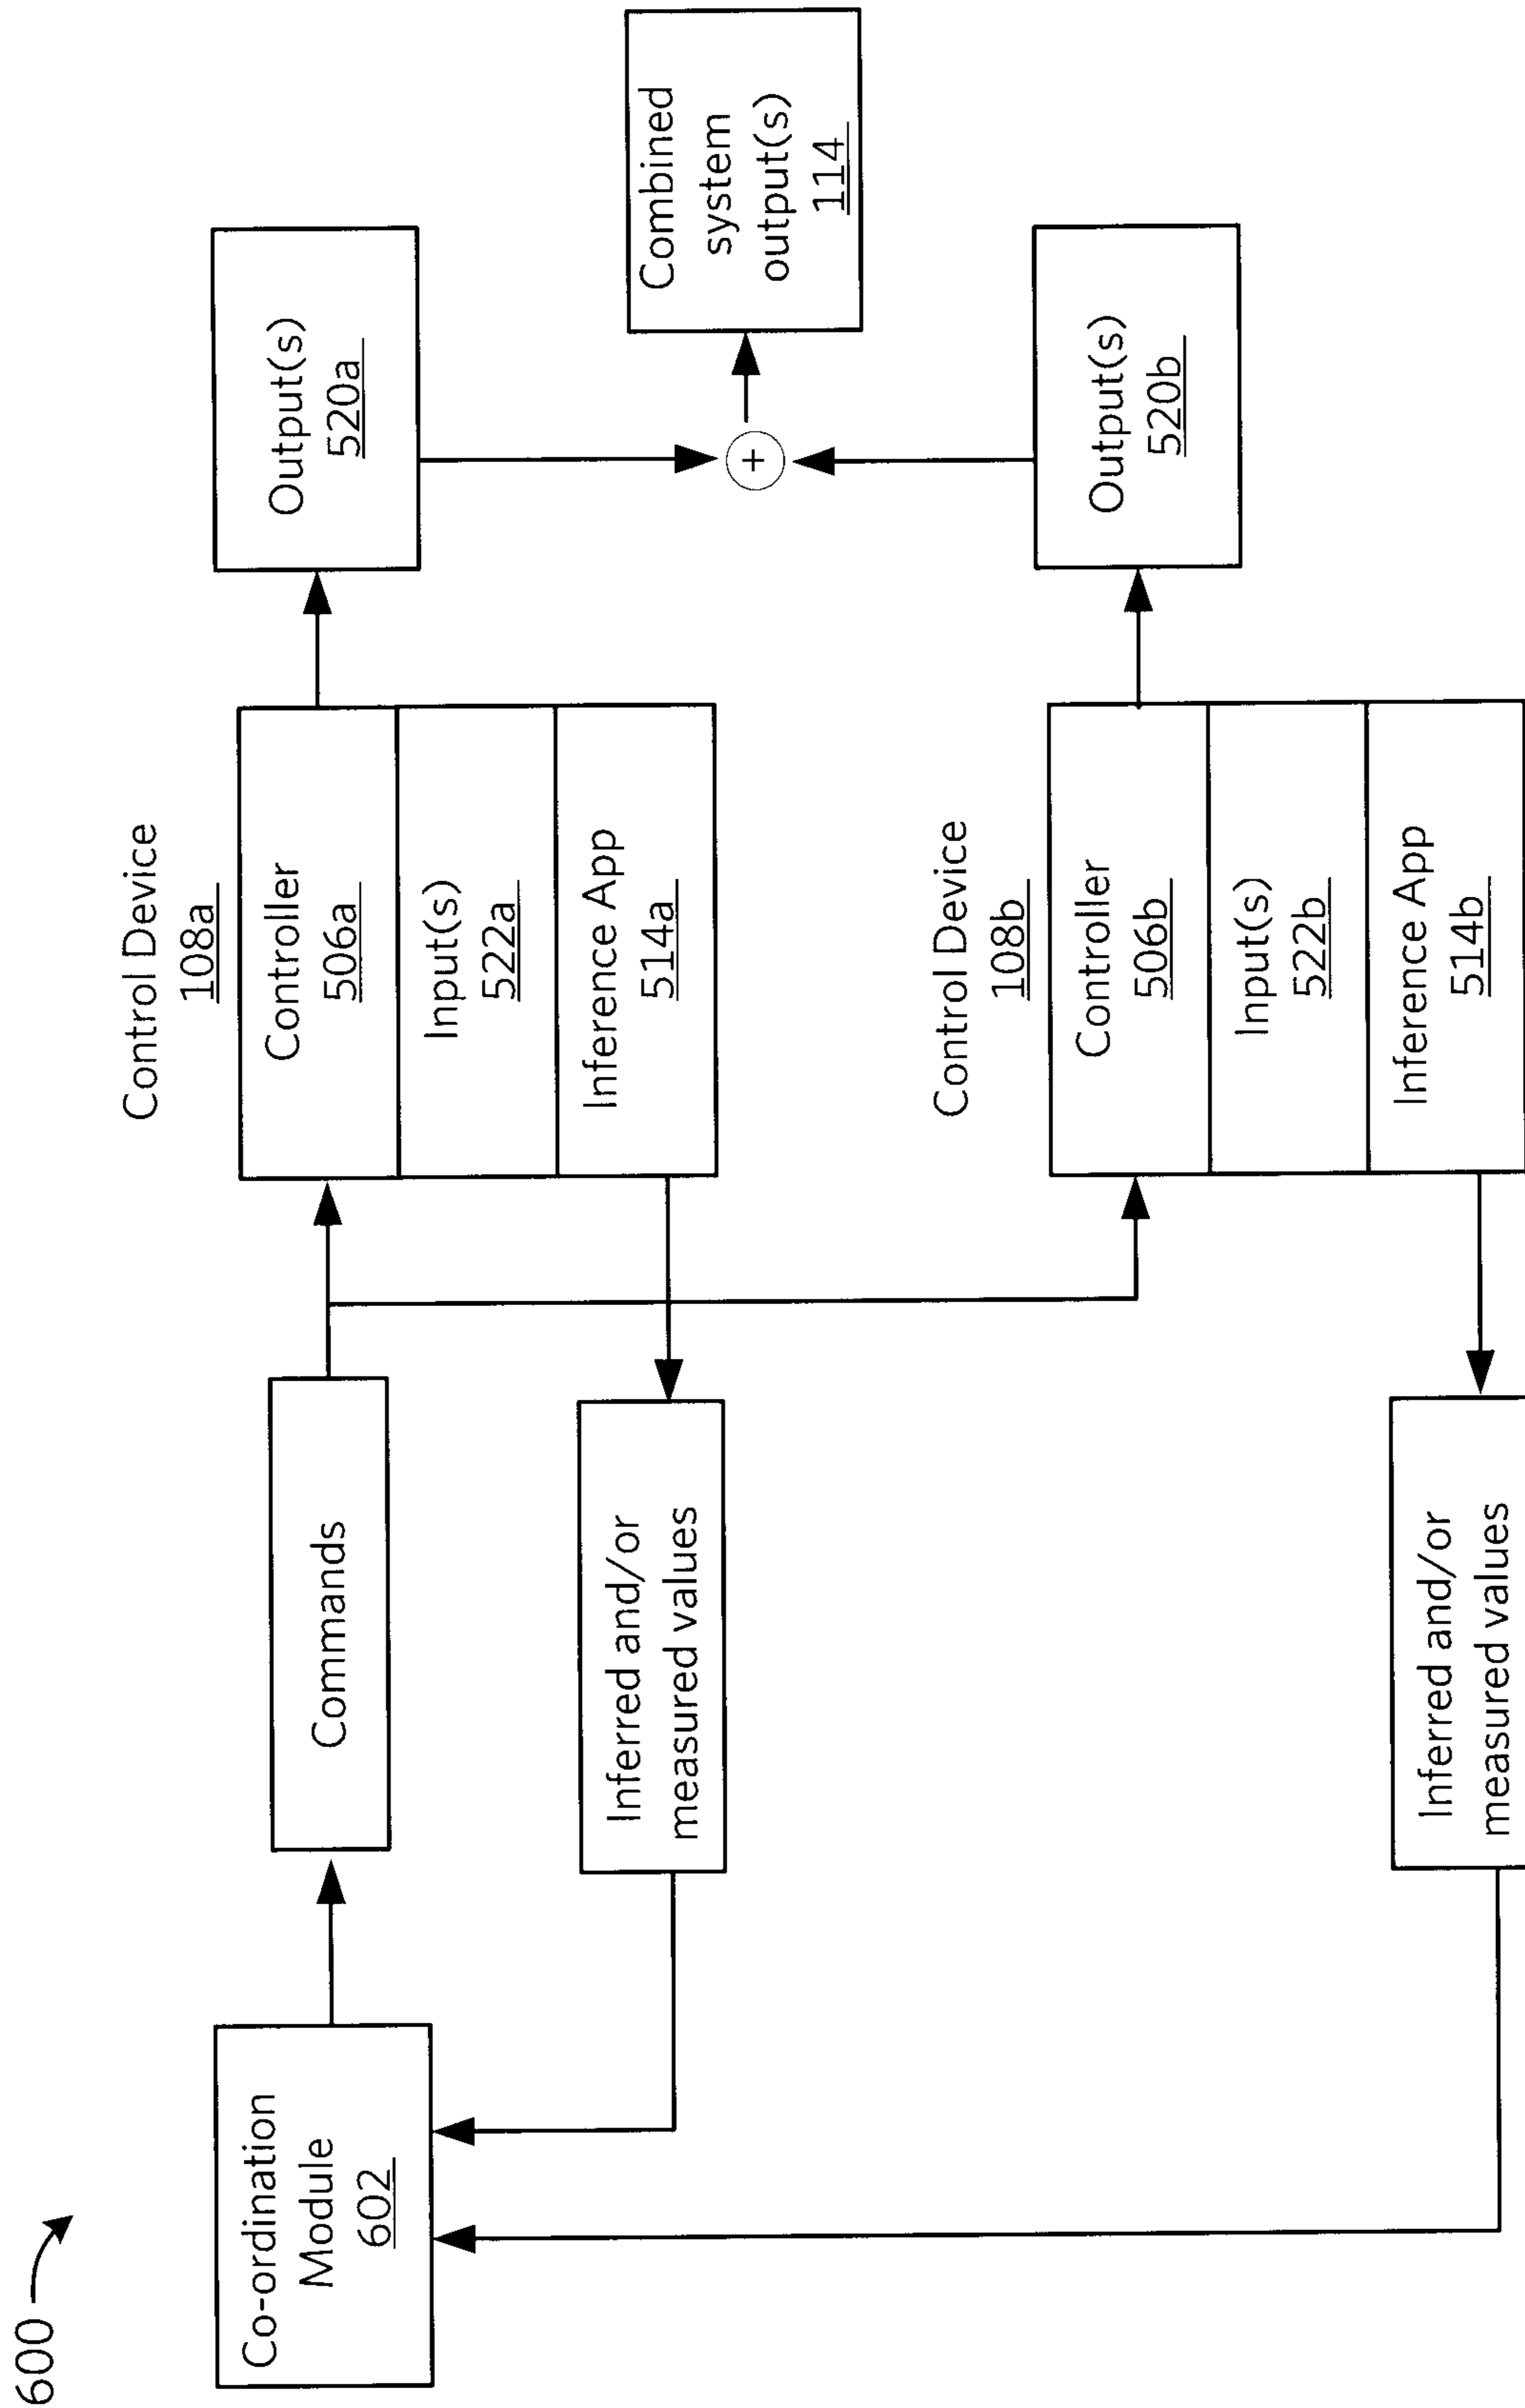 600
Co-ordination
Module
602
Commands
Inferred and/or
measured values
Control Device
108a
Controller
506a
Input(s)
522a
Inference App
514a
Output(s)
520a
+
Combined
system
output(s)
114
Control Device
108b
Controller
506b
Input(s)
522b
Inference App
514b
Output(s)
520b
Inferred and/or
measured values